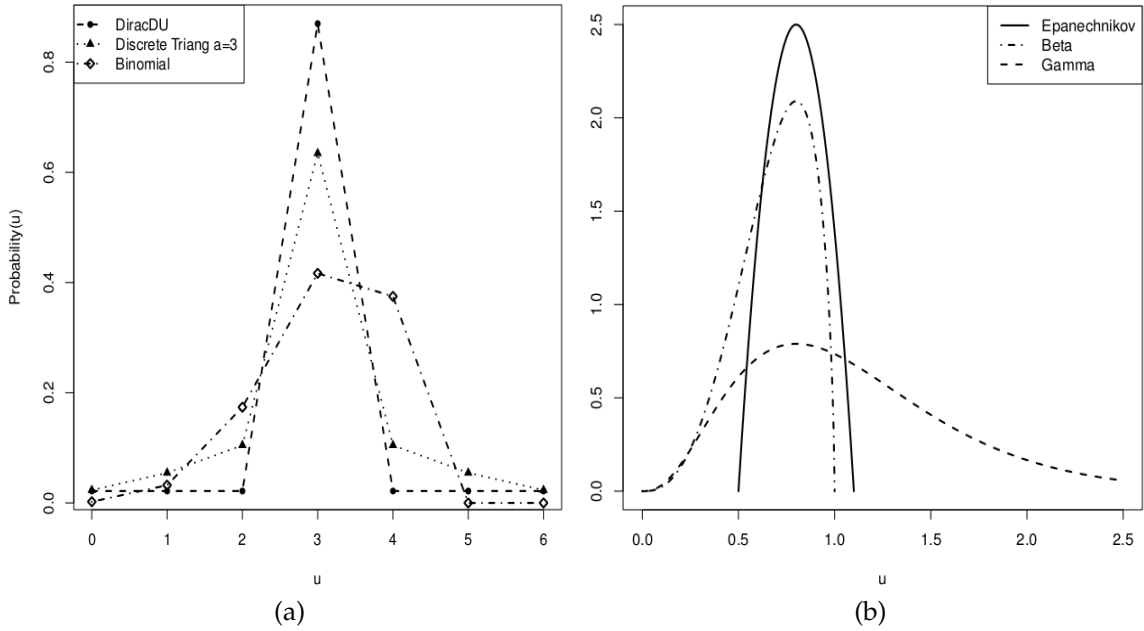 DiracDU
Discrete Triang a=3
Binomial
Probability(u)
0.8
0.6
0.4
0.2
0.0
0 1 2 3 4 5 6
u
(a)
Epanechnikov
Beta
Gamma
2.5
2.0
1.5
1.0
0.5
0.0
0.0 0.5 1.0 1.5 2.0 2.5
u
(b)